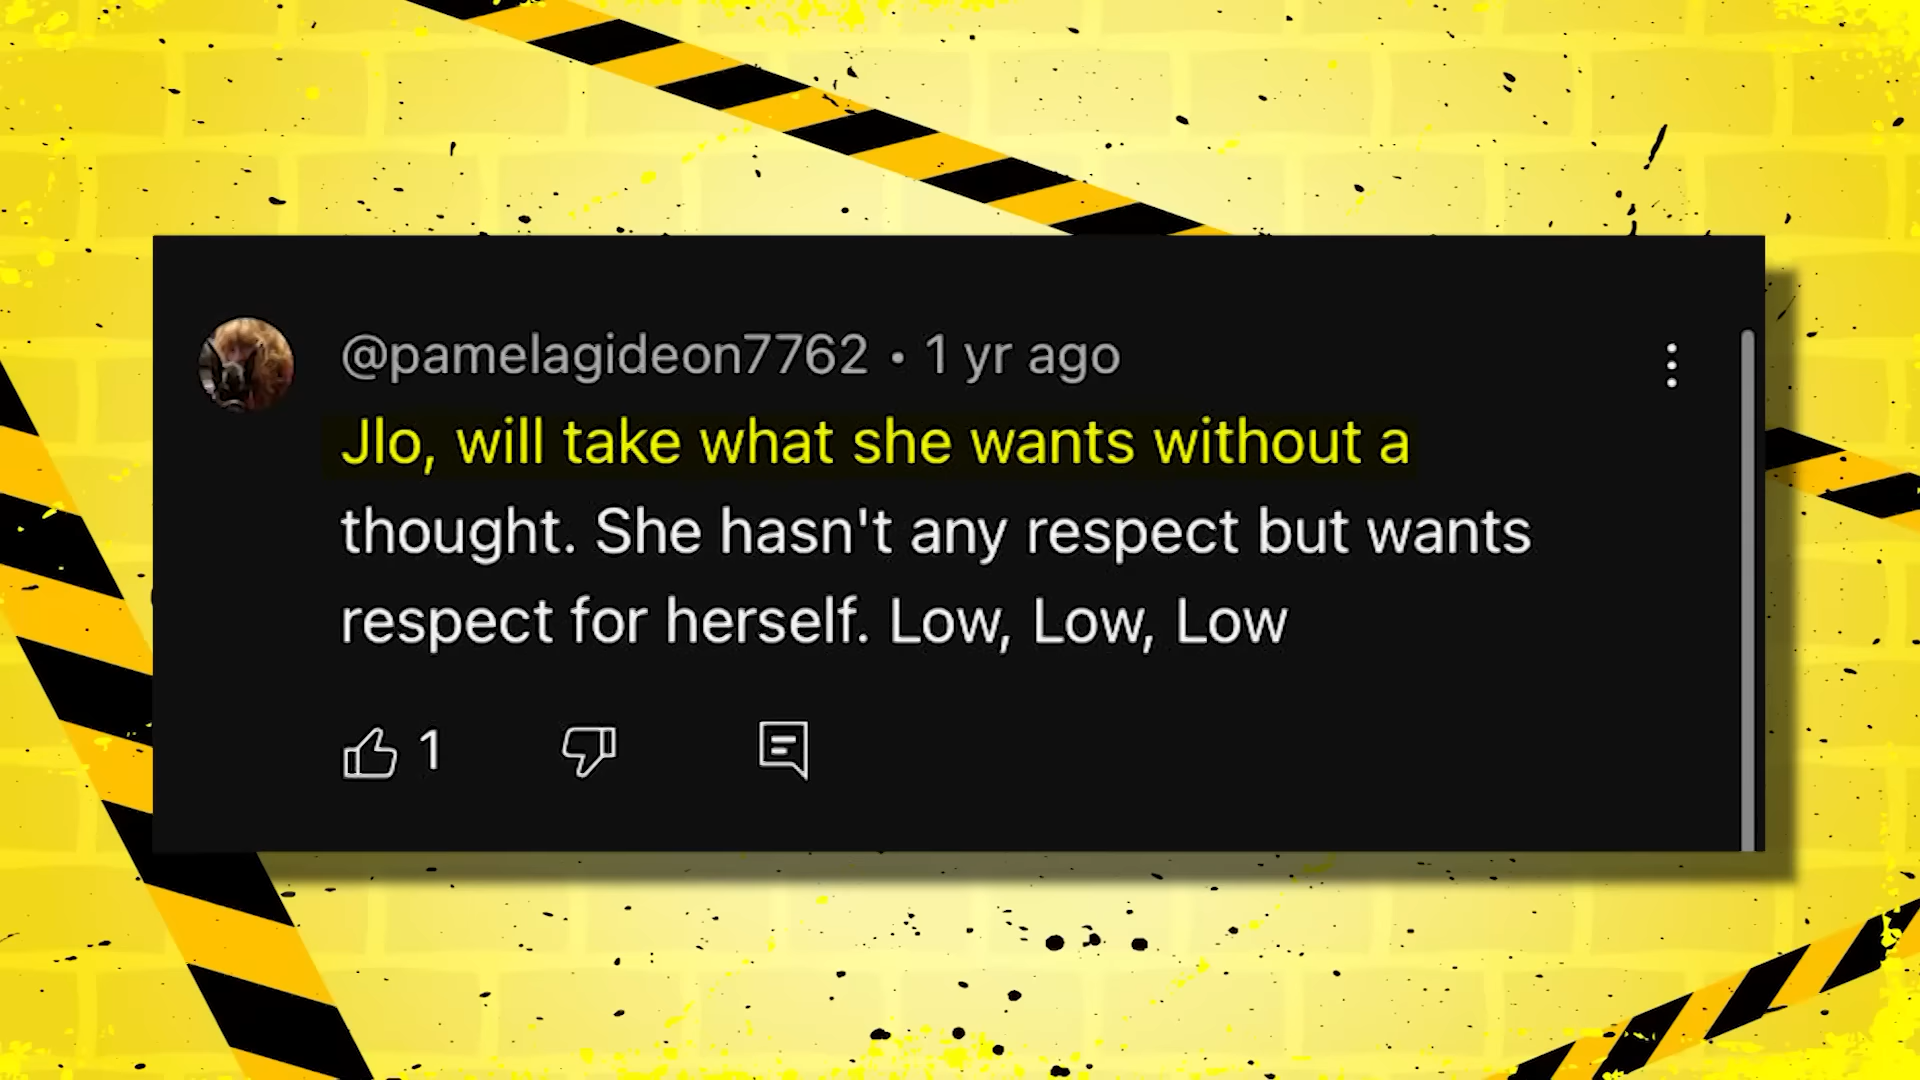 @pamelagideon7762 • 1 yr ago
Jlo, will take what she wants without a
thought. She hasn't any respect but wants
respect for herself. Low, Low, Low
1